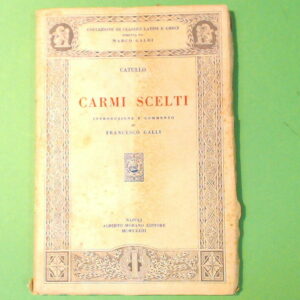 COLLEZIONE DI CLASSICI LATINI E GRECI
DIRETTA DA
MARCO GALDI
CATULLO
CARMI SCELTI
INTRODUZIONE E COMMENTO
DI
FRANCESCO GALLI
NAPOLI
ALBERTO MORANO EDITORE